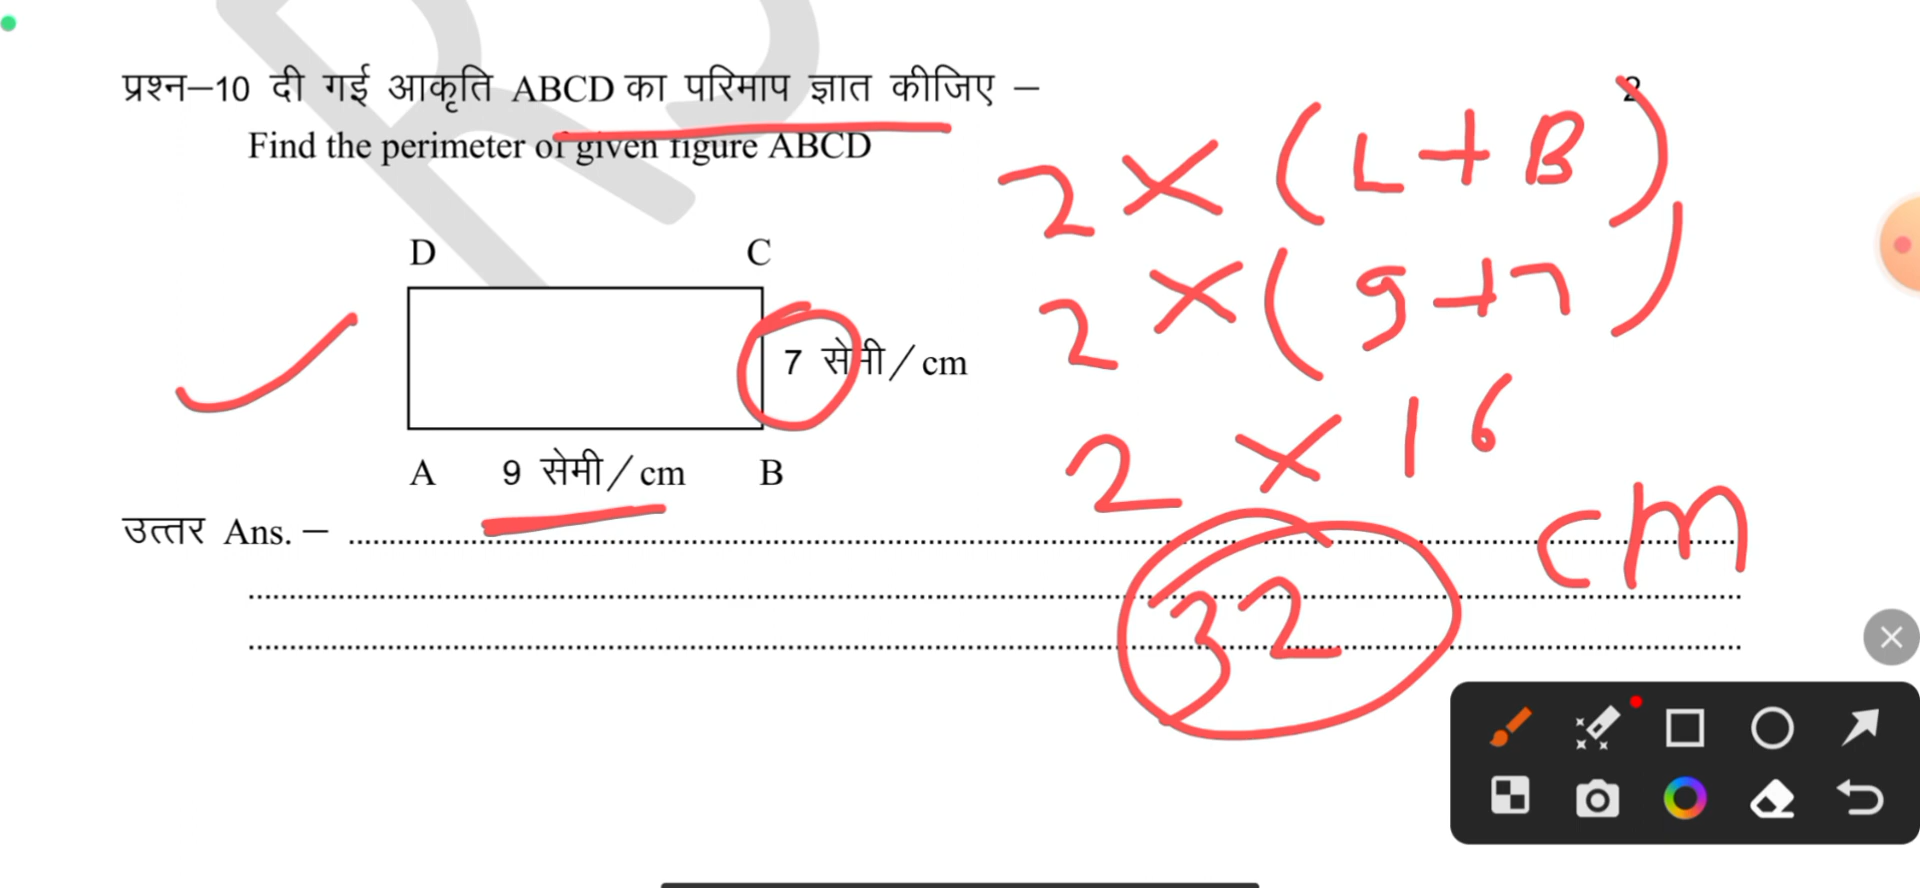 प्रश्न–10 दी गई आकृति ABCD का परिमाप ज्ञात कीजिए – 2
Find the perimeter of given figure ABCD
2 × (L + B)
D C
2 × (9 + 7)
7 सेमी/cm
2 × 16
A 9 सेमी/cm B
उत्तर Ans. – ........................................
cm
32